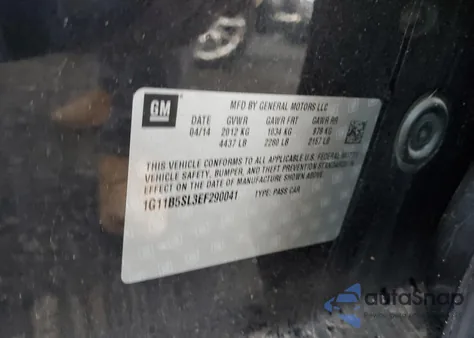 GM
MFD BY GENERAL MOTORS LLC
DATE GVWR GAWR FRT GAWR RR
04/14 2012 KG 1034 KG 978 KG
4437 LB 2280 LB 2157 LB
THIS VEHICLE CONFORMS TO ALL APPLICABLE U.S. FEDERAL MOTOR
VEHICLE SAFETY, BUMPER, AND THEFT PREVENTION STANDARDS IN
EFFECT ON THE DATE OF MANUFACTURE SHOWN ABOVE.
1G11B5SL3EF290041 TYPE: PASS CAR
autoSnap